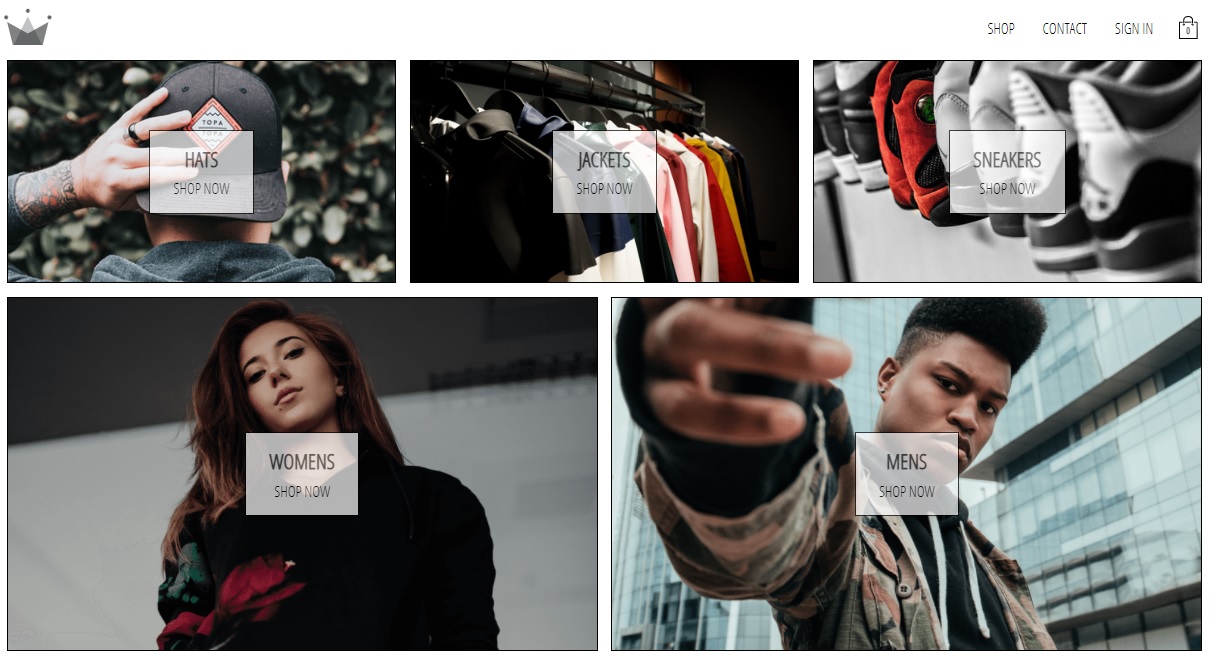 SHOP
CONTACT
SIGN IN
0
TOPA
TOPA
HATS
SHOP NOW
JACKETS
SHOP NOW
SNEAKERS
SHOP NOW
WOMENS
SHOP NOW
MENS
SHOP NOW